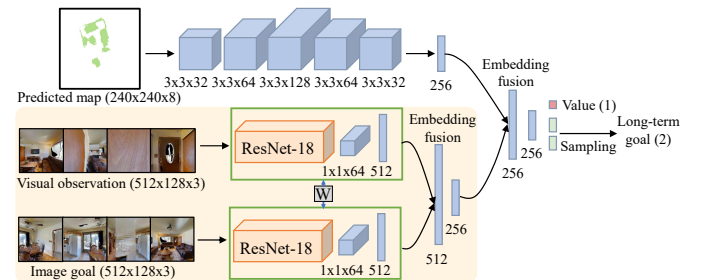 3x3x32 3x3x64 3x3x128 3x3x64 3x3x32
256
Predicted map (240x240x8)
Embedding
fusion
256
256
Value (1)
Sampling
Long-term
goal (2)
ResNet-18
1x1x64 512
Visual observation (512x128x3)
W
Embedding
fusion
512
256
ResNet-18
1x1x64 512
Image goal (512x128x3)